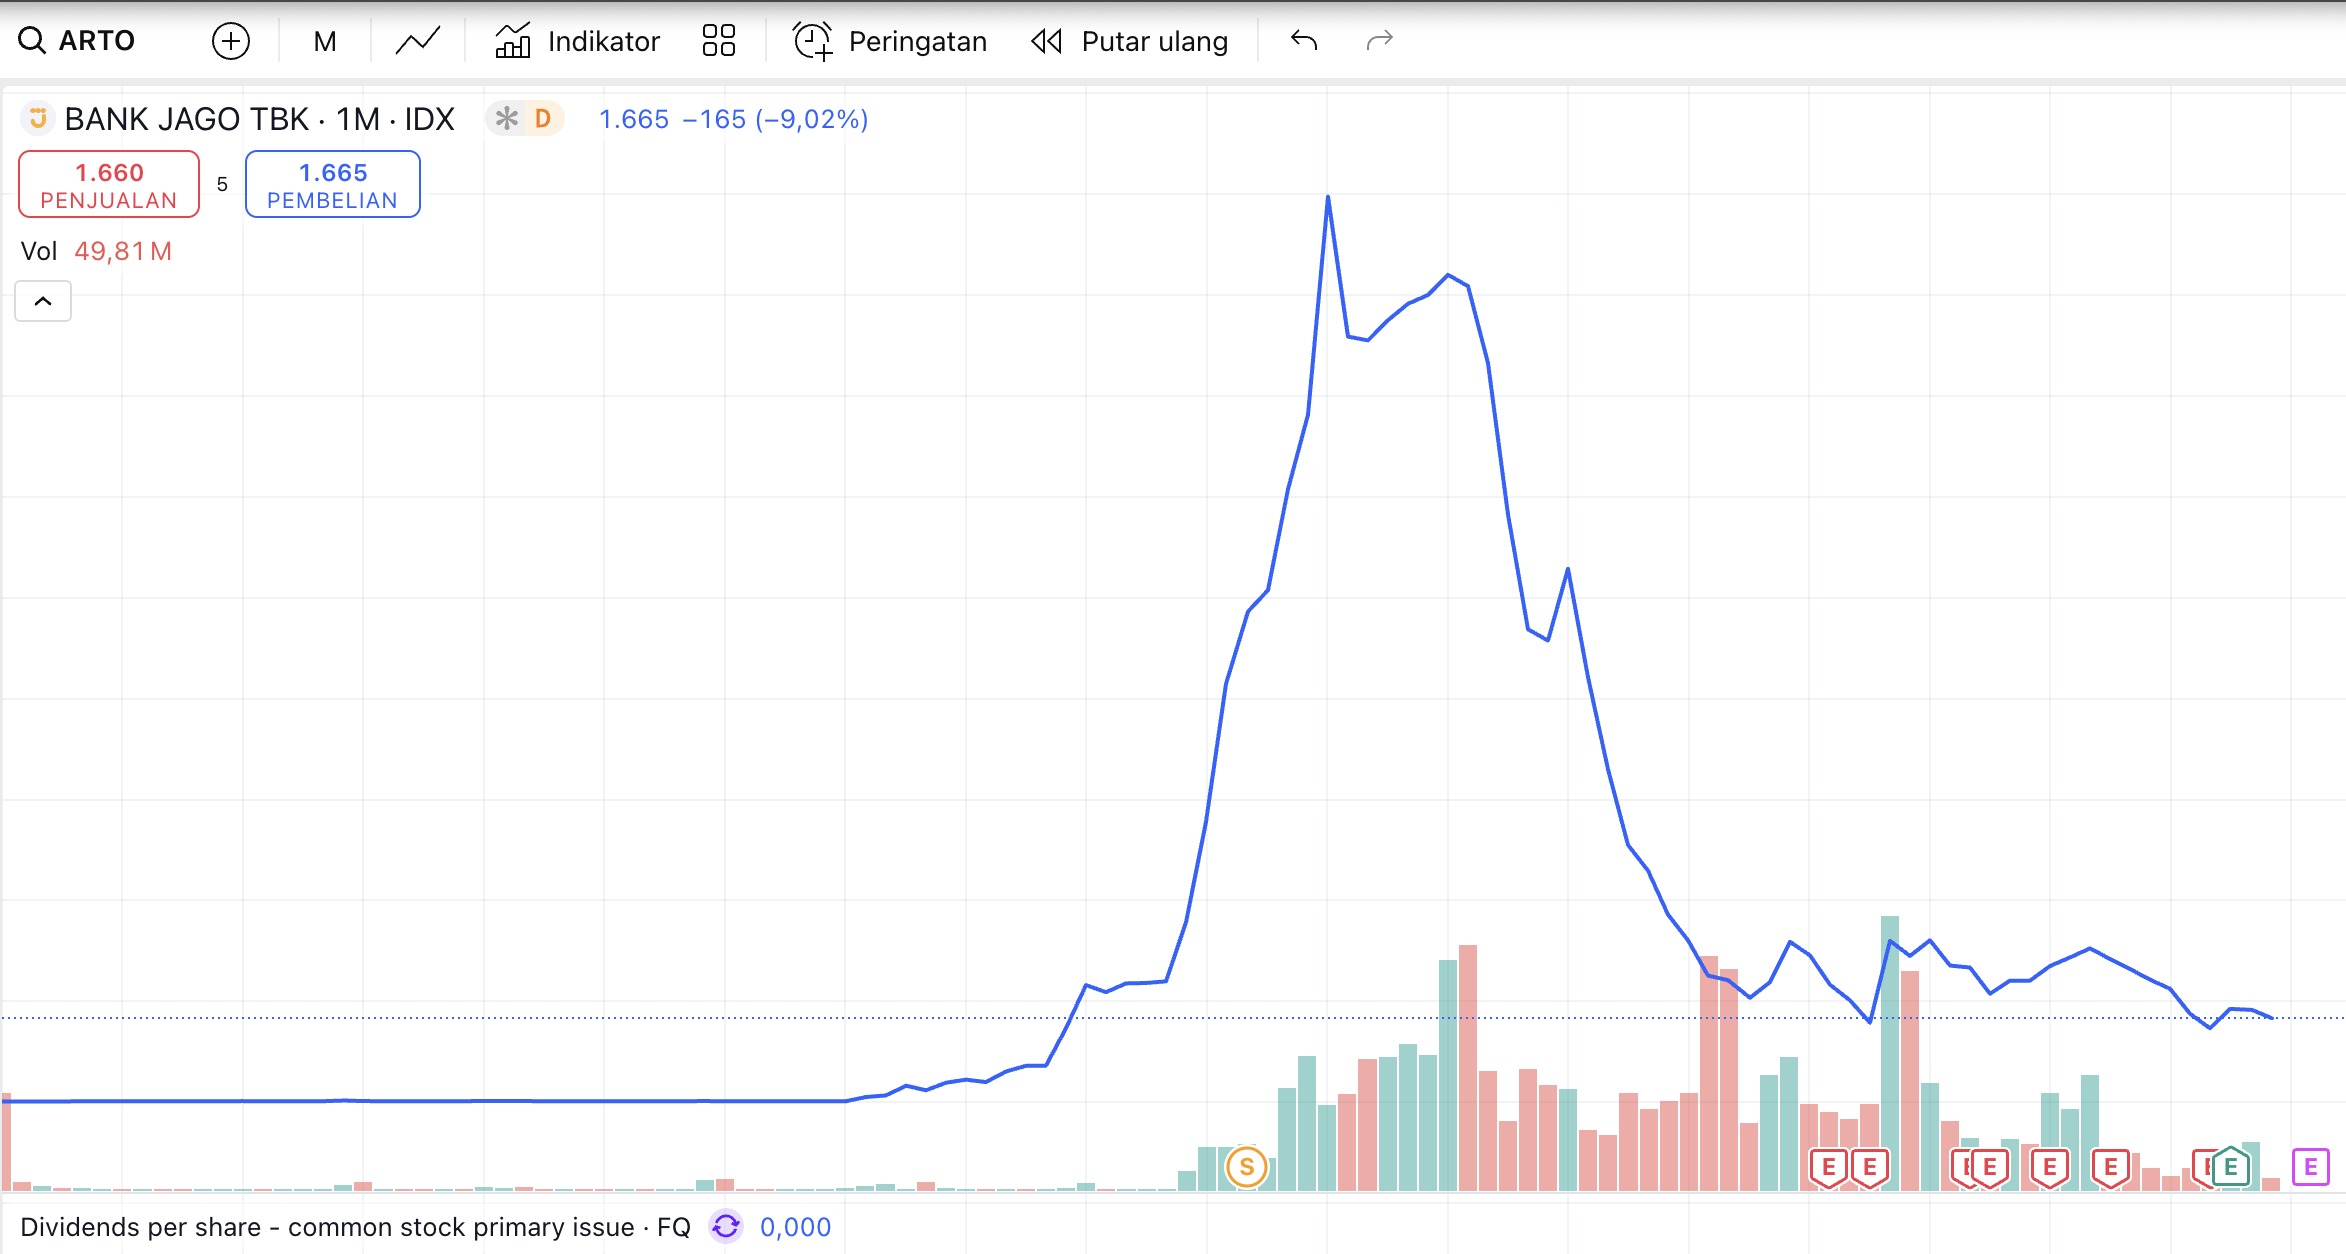 ARTO M Indikator Peringatan Putar ulang
BANK JAGO TBK · 1M · IDX D 1.665 −165 (−9,02%)
1.660 5 1.665
PENJUALAN PEMBELIAN
Vol 49,81 M
S E E E E E E E E E
Dividends per share - common stock primary issue · FQ 0,000